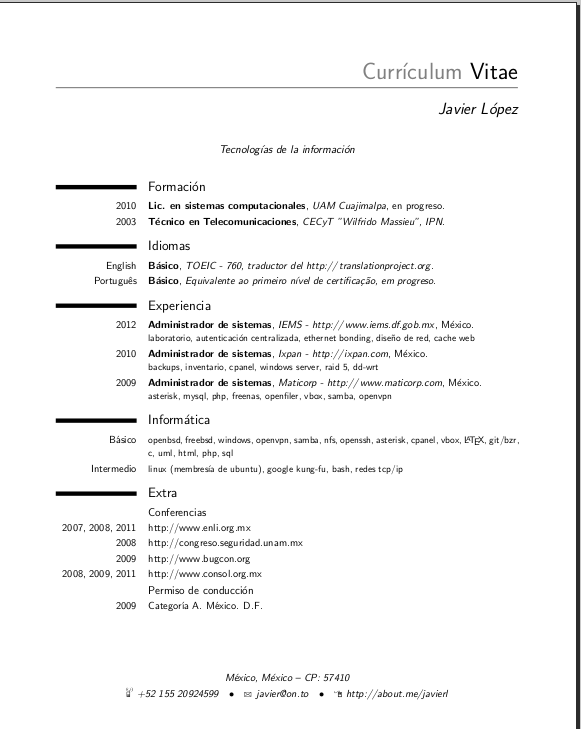 Currículum Vitae
Javier López
Tecnologías de la información
Formación
2010 Lic. en sistemas computacionales, UAM Cuajimalpa, en progreso.
2003 Técnico en Telecomunicaciones, CECyT "Wilfrido Massieu", IPN.
Idiomas
English Básico, TOEIC - 760, traductor del http://translationproject.org.
Português Básico, Equivalente ao primeiro nível de certificação, em progreso.
Experiencia
2012 Administrador de sistemas, IEMS - http://www.iems.df.gob.mx, México.
laboratorio, autenticación centralizada, ethernet bonding, diseño de red, cache web
2010 Administrador de sistemas, Ixpan - http://ixpan.com, México.
backups, inventario, cpanel, windows server, raid 5, dd-wrt
2009 Administrador de sistemas, Maticorp - http://www.maticorp.com, México.
asterisk, mysql, php, freenas, openfiler, vbox, samba, openvpn
Informática
Básico openbsd, freebsd, windows, openvpn, samba, nfs, openssh, asterisk, cpanel, vbox, LATEX, git/bzr,
c, uml, html, php, sql
Intermedio linux (membresía de ubuntu), google kung-fu, bash, redes tcp/ip
Extra
Conferencias
2007, 2008, 2011 http://www.enli.org.mx
2008 http://congreso.seguridad.unam.mx
2009 http://www.bugcon.org
2008, 2009, 2011 http://www.consol.org.mx
Permiso de conducción
2009 Categoría A. México. D.F.
México, México – CP: 57410
+52 155 20924599 • javier@on.to • http://about.me/javierl